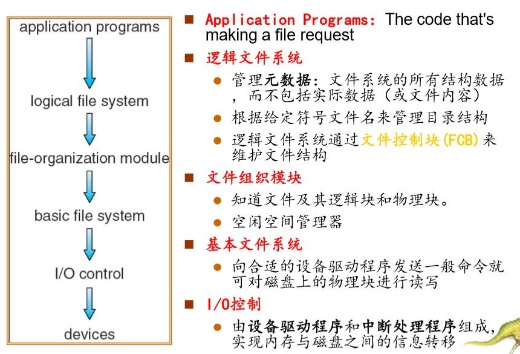 application programs
logical file system
file-organization module
basic file system
I/O control
devices
Application Programs: The code that's
making a file request
逻辑文件系统
管理元数据：文件系统的所有结构数据
，而不包括实际数据（或文件内容）
根据给定符号文件名来管理目录结构
逻辑文件系统通过文件控制块(FCB)来
维护文件结构
文件组织模块
知道文件及其逻辑块和物理块。
空闲空间管理器
基本文件系统
向合适的设备驱动程序发送一般命令就
可对磁盘上的物理块进行读写
I/O控制
由设备驱动程序和中断处理程序组成，
实现内存与磁盘之间的信息转移